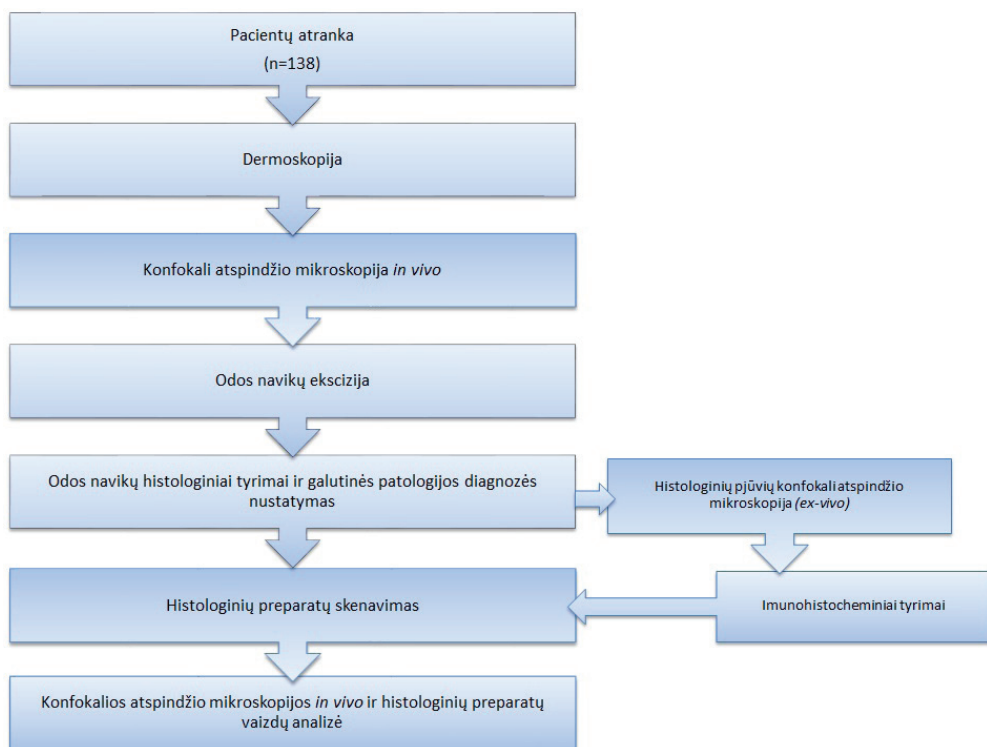 Pacientų atranka
(n=138)
Dermoskopija
Konfokali atspindžio mikroskopija in vivo
Odos navikų ekscizija
Odos navikų histologiniai tyrimai ir galutinės patologijos diagnozės
nustatymas
Histologinių pjūvių konfokali atspindžio
mikroskopija (ex-vivo)
Imunohistocheminiai tyrimai
Histologinių preparatų skenavimas
Konfokalios atspindžio mikroskopijos in vivo ir histologinių preparatų
vaizdų analizė